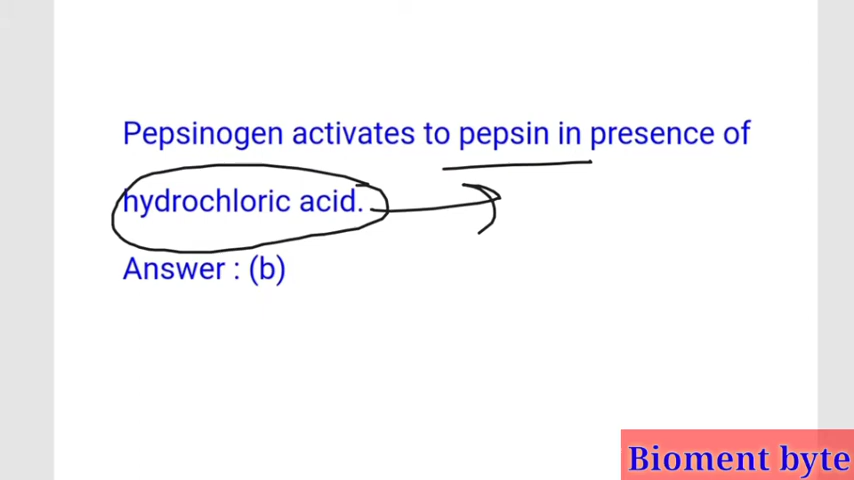 Pepsinogen activates to pepsin in presence of
hydrochloric acid.
Answer : (b)
Bioment byte